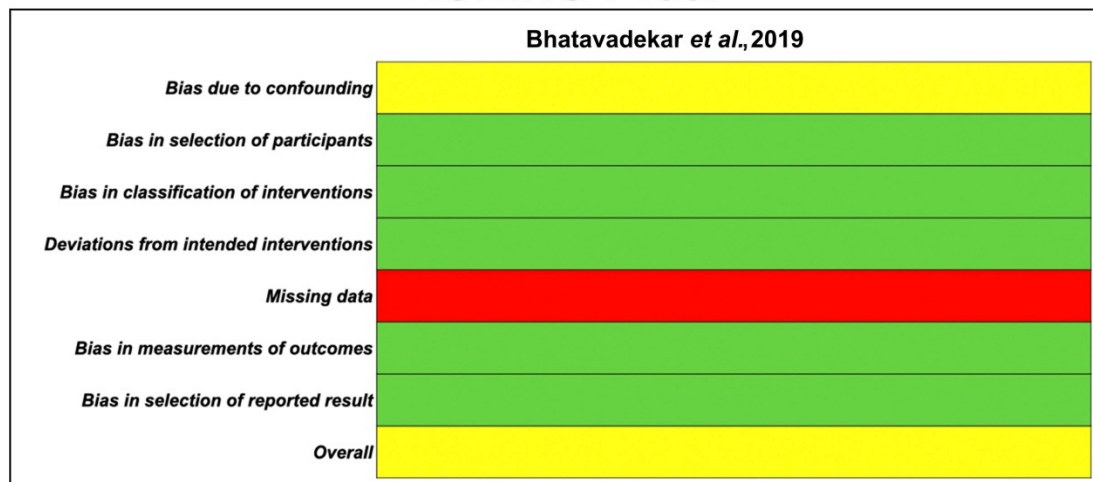 Bhatavadekar et al.,2019
Bias due to confounding
Bias in selection of participants
Bias in classification of interventions
Deviations from intended interventions
Missing data
Bias in measurements of outcomes
Bias in selection of reported result
Overall